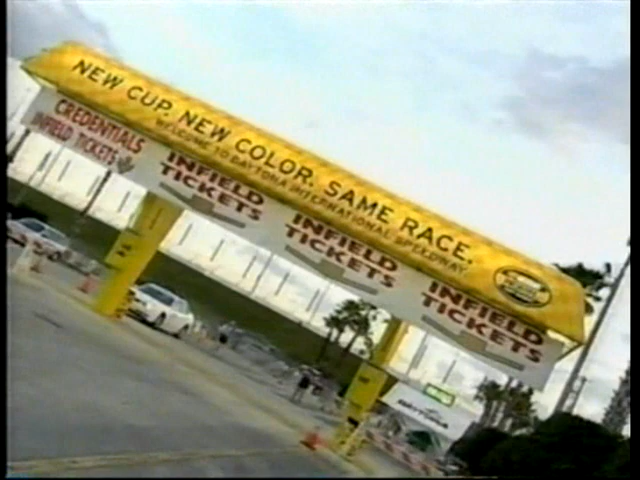 NEW CUP. NEW COLOR. SAME RACE.
WELCOME TO DAYTONA INTERNATIONAL SPEEDWAY
CREDENTIALS
INFIELD TICKETS
INFIELD
TICKETS
INFIELD
TICKETS
INFIELD
TICKETS